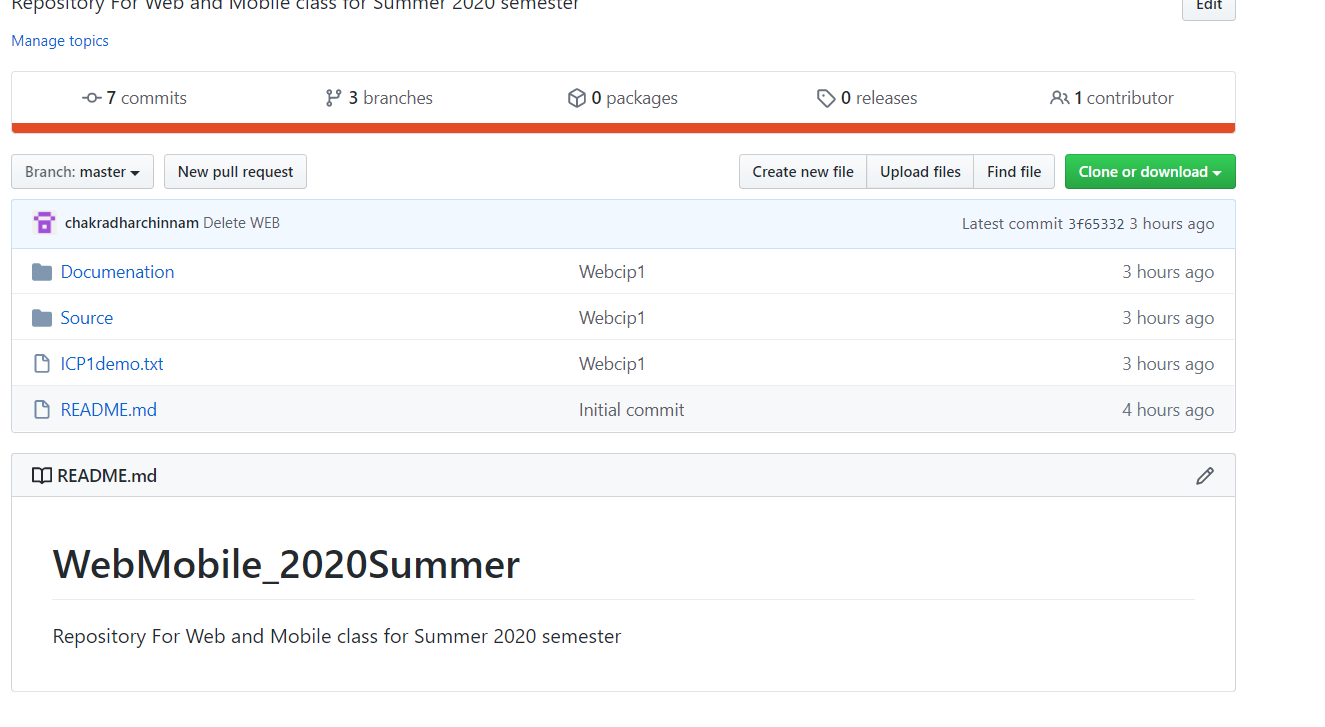 Repository For Web and Mobile class for Summer 2020 semester Edit
Manage topics
7 commits 3 branches 0 packages 0 releases 1 contributor
Branch: master New pull request Create new file Upload files Find file Clone or download
chakradharchinnam Delete WEB Latest commit 3f65332 3 hours ago
Documenation Webcip1 3 hours ago
Source Webcip1 3 hours ago
ICP1demo.txt Webcip1 3 hours ago
README.md Initial commit 4 hours ago
README.md
WebMobile_2020Summer
Repository For Web and Mobile class for Summer 2020 semester